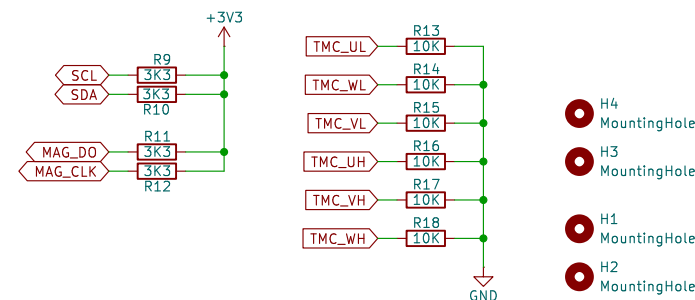 +3V3
R9
SCL
3K3
SDA
3K3
R10
R11
MAG_DO
3K3
MAG_CLK
3K3
R12
R13
TMC_UL
10K
R14
TMC_WL
10K
R15
TMC_VL
10K
R16
TMC_UH
10K
R17
TMC_VH
10K
R18
TMC_WH
10K
GND
H4
MountingHole
H3
MountingHole
H1
MountingHole
H2
MountingHole